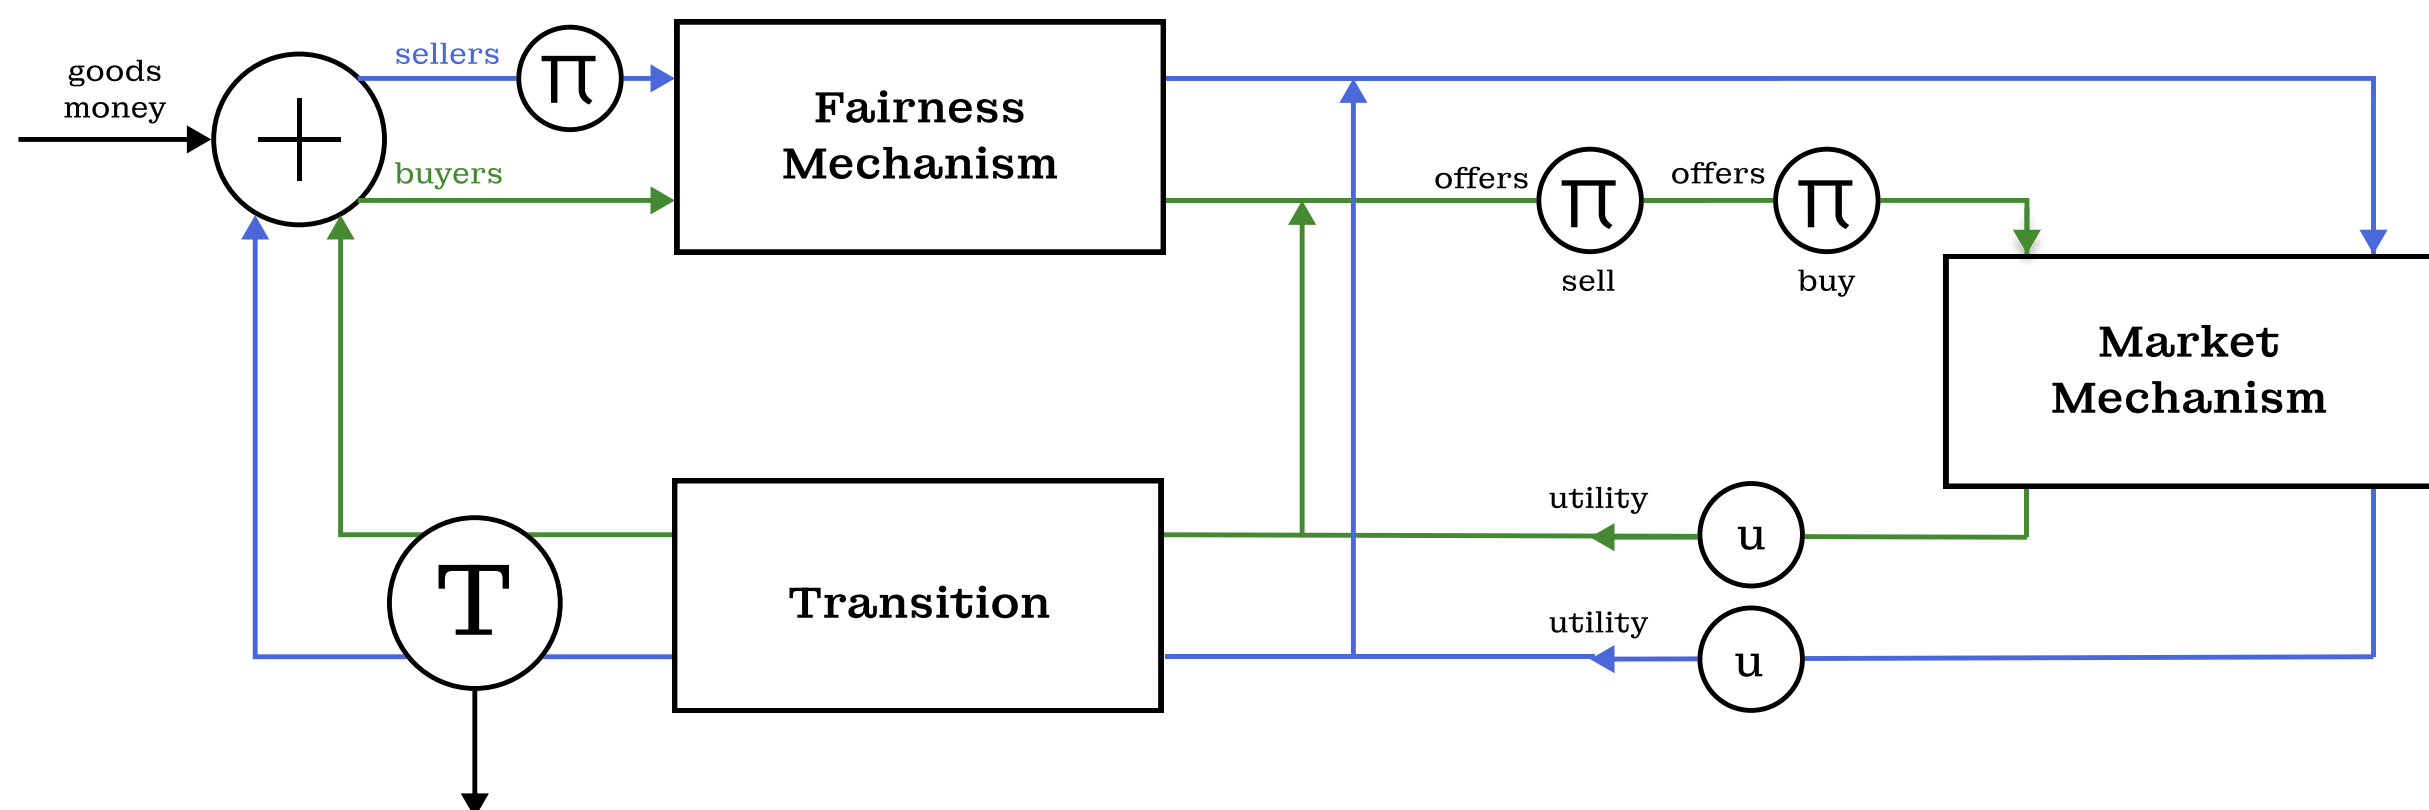 goods
money
+
sellers
π
buyers
Fairness
Mechanism
offers
π
sell
offers
π
buy
Market
Mechanism
utility
u
utility
u
T
Transition